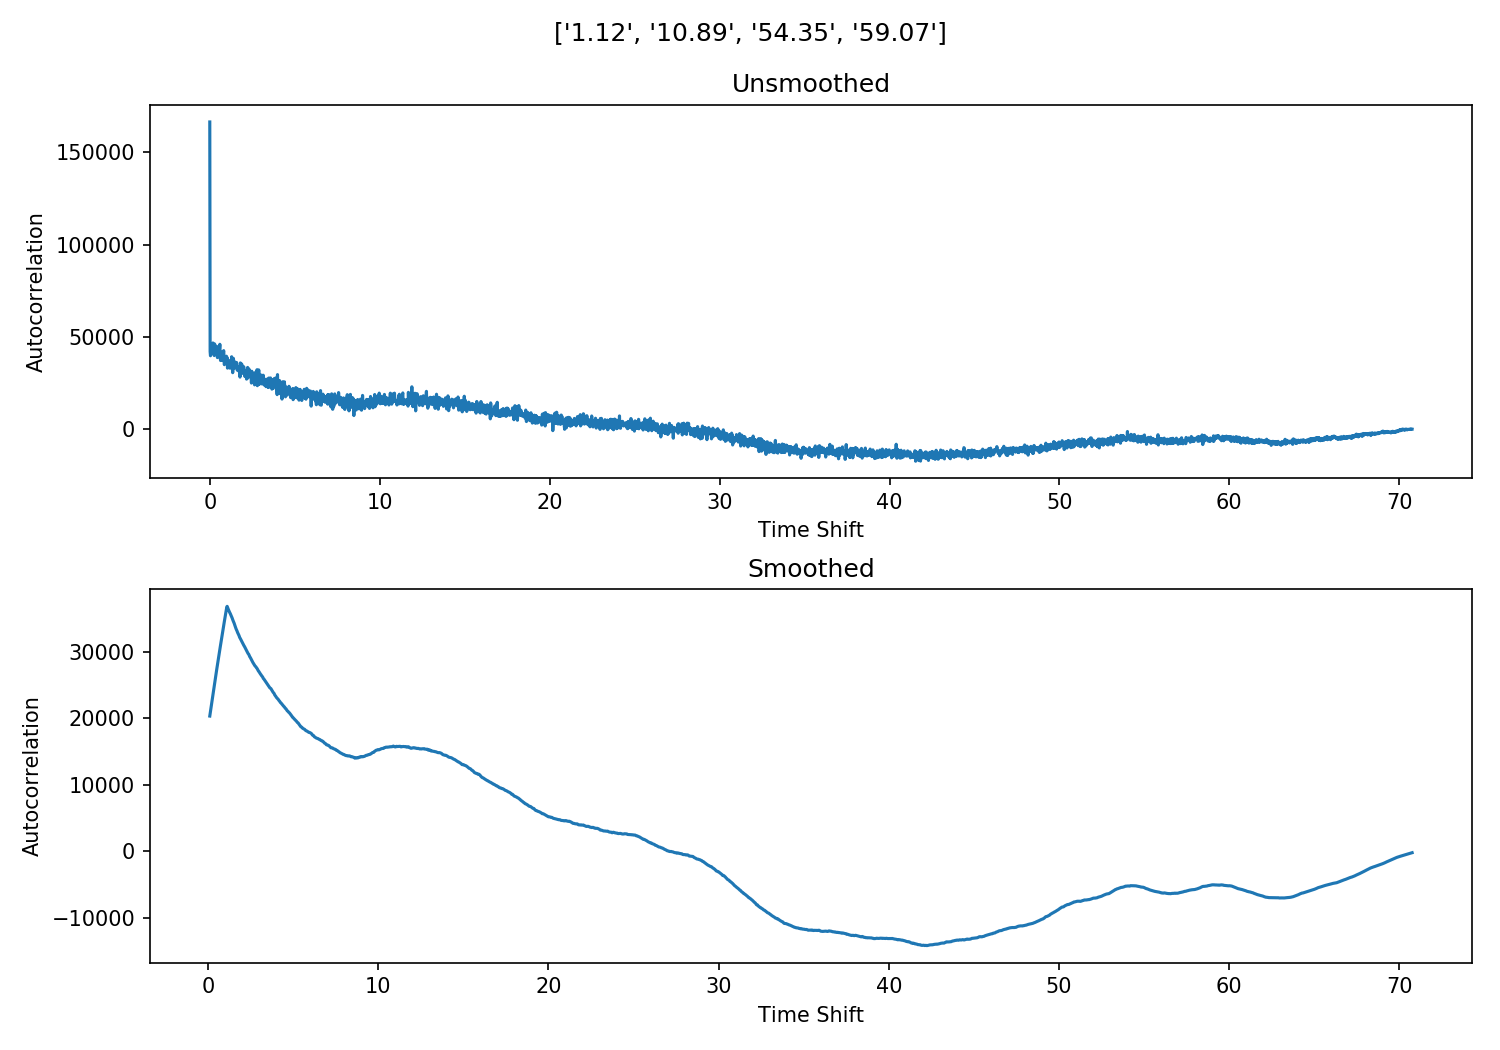 ['1.12', '10.89', '54.35', '59.07']
Unsmoothed
Autocorrelation
150000
100000
50000
0
0 10 20 30 40 50 60 70
Time Shift
Smoothed
Autocorrelation
30000
20000
10000
0
−10000
0 10 20 30 40 50 60 70
Time Shift